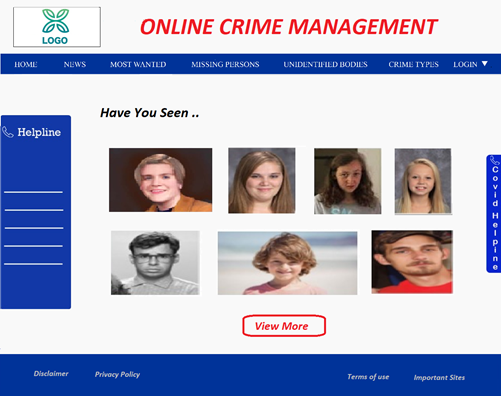 LOGO
ONLINE CRIME MANAGEMENT
HOME NEWS MOST WANTED MISSING PERSONS UNIDENTIFIED BODIES CRIME TYPES LOGIN ▼
Have You Seen ..
Helpline
Covid Helpine
View More
Disclaimer Privacy Policy Terms of use Important Sites